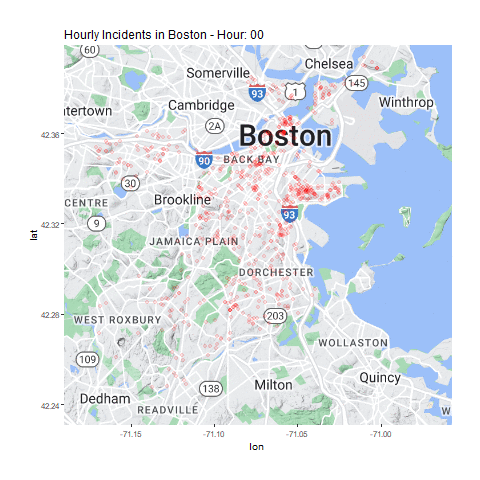 Hourly Incidents in Boston - Hour: 00
60
Chelsea
Somerville
93
1
145
Winthrop
Cambridge
tertown
2A
42.36
Boston
90
BACK BAY
30
Brookline
CENTRE
93
9
42.32
JAMAICA PLAIN
lat
DORCHESTER
42.28
WEST ROXBURY
203
WOLLASTON
109
Quincy
138
Milton
Dedham
READVILLE
W
42.24
-71.15
-71.10
-71.05
-71.00
lon